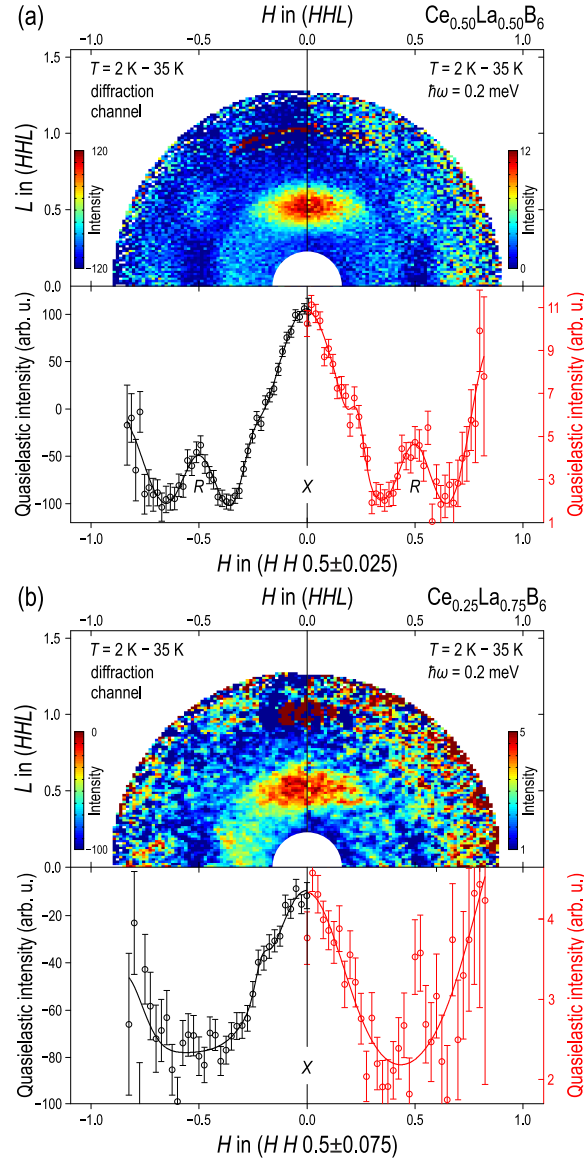 (a)
H in (HHL)
Ce0.50La0.50B6
−1.0 −0.5 0.0 0.5 1.0
T = 2 K − 35 K
diffraction
channel
T = 2 K − 35 K
ħω = 0.2 meV
L in (HHL)
1.5
1.0
0.5
0.0
120
Intensity
−120
12
Intensity
0
Quasielastic intensity (arb. u.)
100
50
0
−50
−100
R
X
R
11
9
7
5
3
1
Quasielastic intensity (arb. u.)
−1.0 −0.5 0.0 0.5 1.0
H in (H H 0.5±0.025)
(b)
H in (HHL)
Ce0.25La0.75B6
−1.0 −0.5 0.0 0.5 1.0
T = 2 K − 35 K
diffraction
channel
T = 2 K − 35 K
ħω = 0.2 meV
L in (HHL)
1.5
1.0
0.5
0.0
0
Intensity
−100
5
Intensity
1
Quasielastic intensity (arb. u.)
−20
−40
−60
−80
−100
X
4
3
2
Quasielastic intensity (arb. u.)
−1.0 −0.5 0.0 0.5 1.0
H in (H H 0.5±0.075)